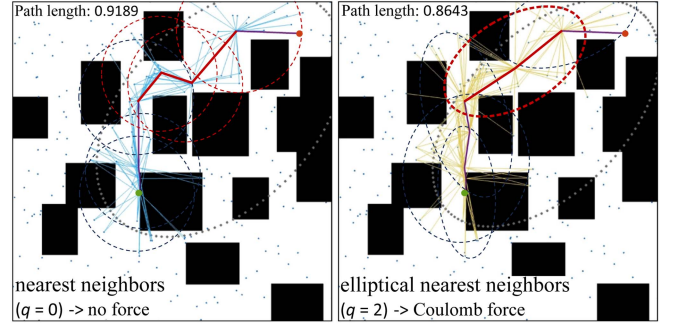 Path length: 0.9189
Path length: 0.8643
nearest neighbors
(q = 0) -> no force
elliptical nearest neighbors
(q = 2) -> Coulomb force